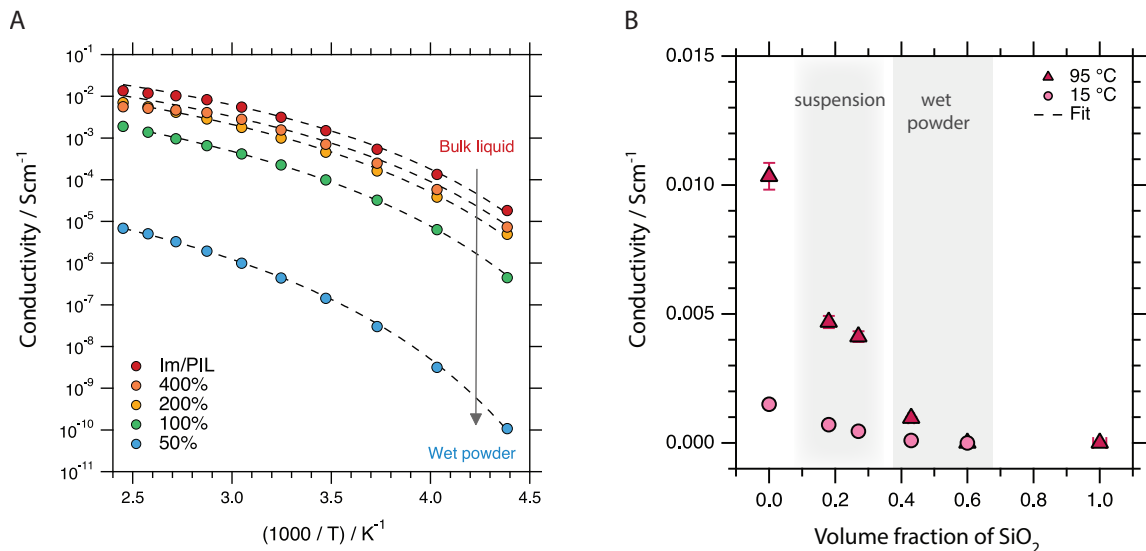 A
10⁻¹
10⁻²
10⁻³
10⁻⁴
10⁻⁵
10⁻⁶
10⁻⁷
10⁻⁸
10⁻⁹
10⁻¹⁰
10⁻¹¹
Conductivity / Scm⁻¹
Bulk liquid
Im/PIL
400%
200%
100%
50%
Wet powder
2.5 3.0 3.5 4.0 4.5
(1000 / T) / K⁻¹
B
0.015
0.010
0.005
0.000
Conductivity / Scm⁻¹
suspension
wet
powder
95 °C
15 °C
Fit
0.0 0.2 0.4 0.6 0.8 1.0
Volume fraction of SiO₂